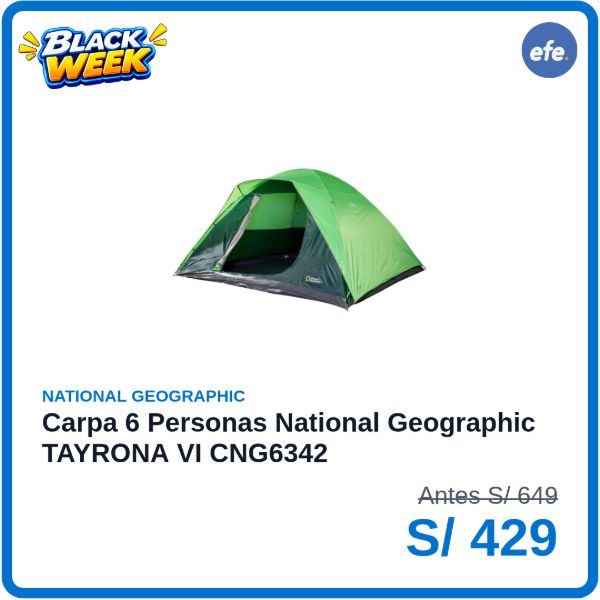 BLACK
WEEK
efe.
NATIONAL GEOGRAPHIC
Carpa 6 Personas National Geographic
TAYRONA VI CNG6342
Antes S/ 649
S/ 429